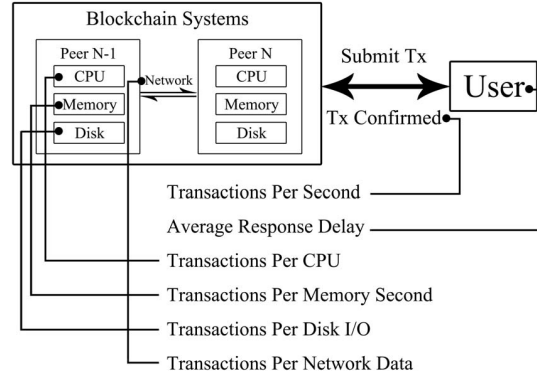 Blockchain Systems
Peer N-1
CPU
Memory
Disk
Network
Peer N
CPU
Memory
Disk
Submit Tx
Tx Confirmed
User
Transactions Per Second
Average Response Delay
Transactions Per CPU
Transactions Per Memory Second
Transactions Per Disk I/O
Transactions Per Network Data